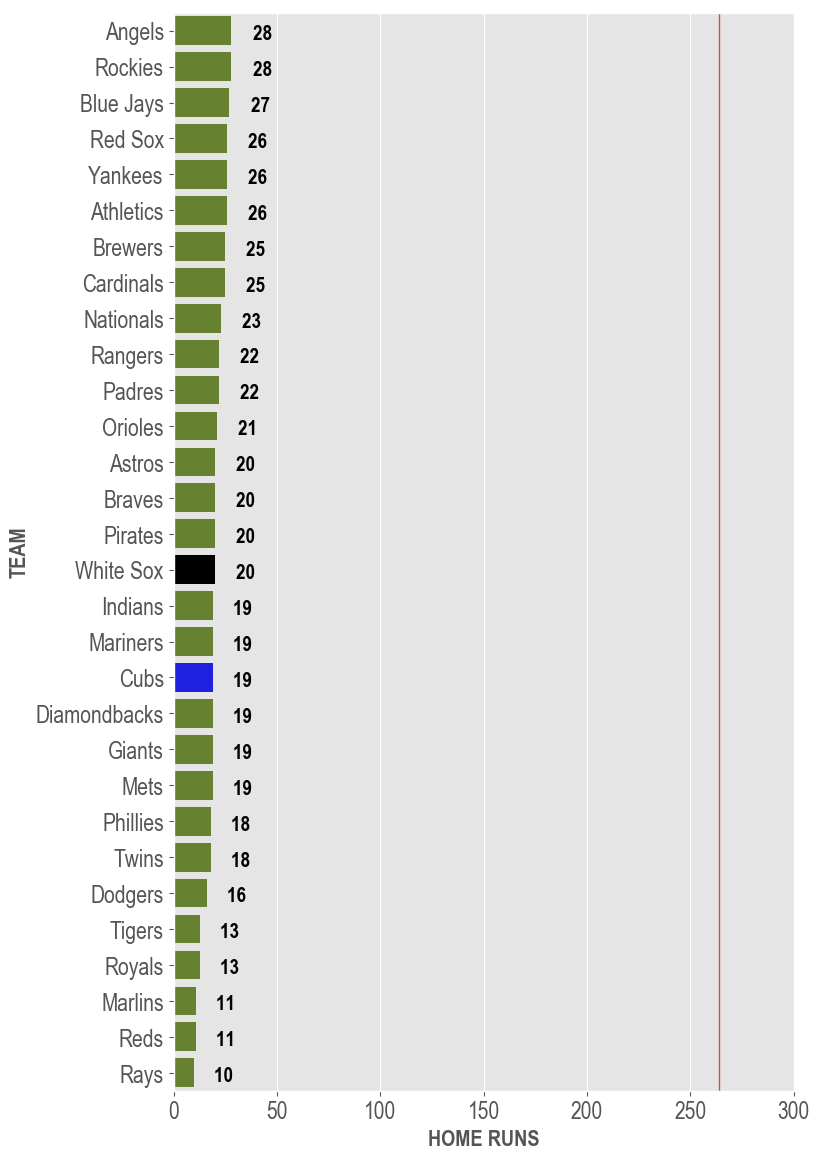 Angels 28
Rockies 28
Blue Jays 27
Red Sox 26
Yankees 26
Athletics 26
Brewers 25
Cardinals 25
Nationals 23
Rangers 22
Padres 22
Orioles 21
Astros 20
Braves 20
Pirates 20
White Sox 20
Indians 19
Mariners 19
Cubs 19
Diamondbacks 19
Giants 19
Mets 19
Phillies 18
Twins 18
Dodgers 16
Tigers 13
Royals 13
Marlins 11
Reds 11
Rays 10
TEAM
0 50 100 150 200 250 300
HOME RUNS